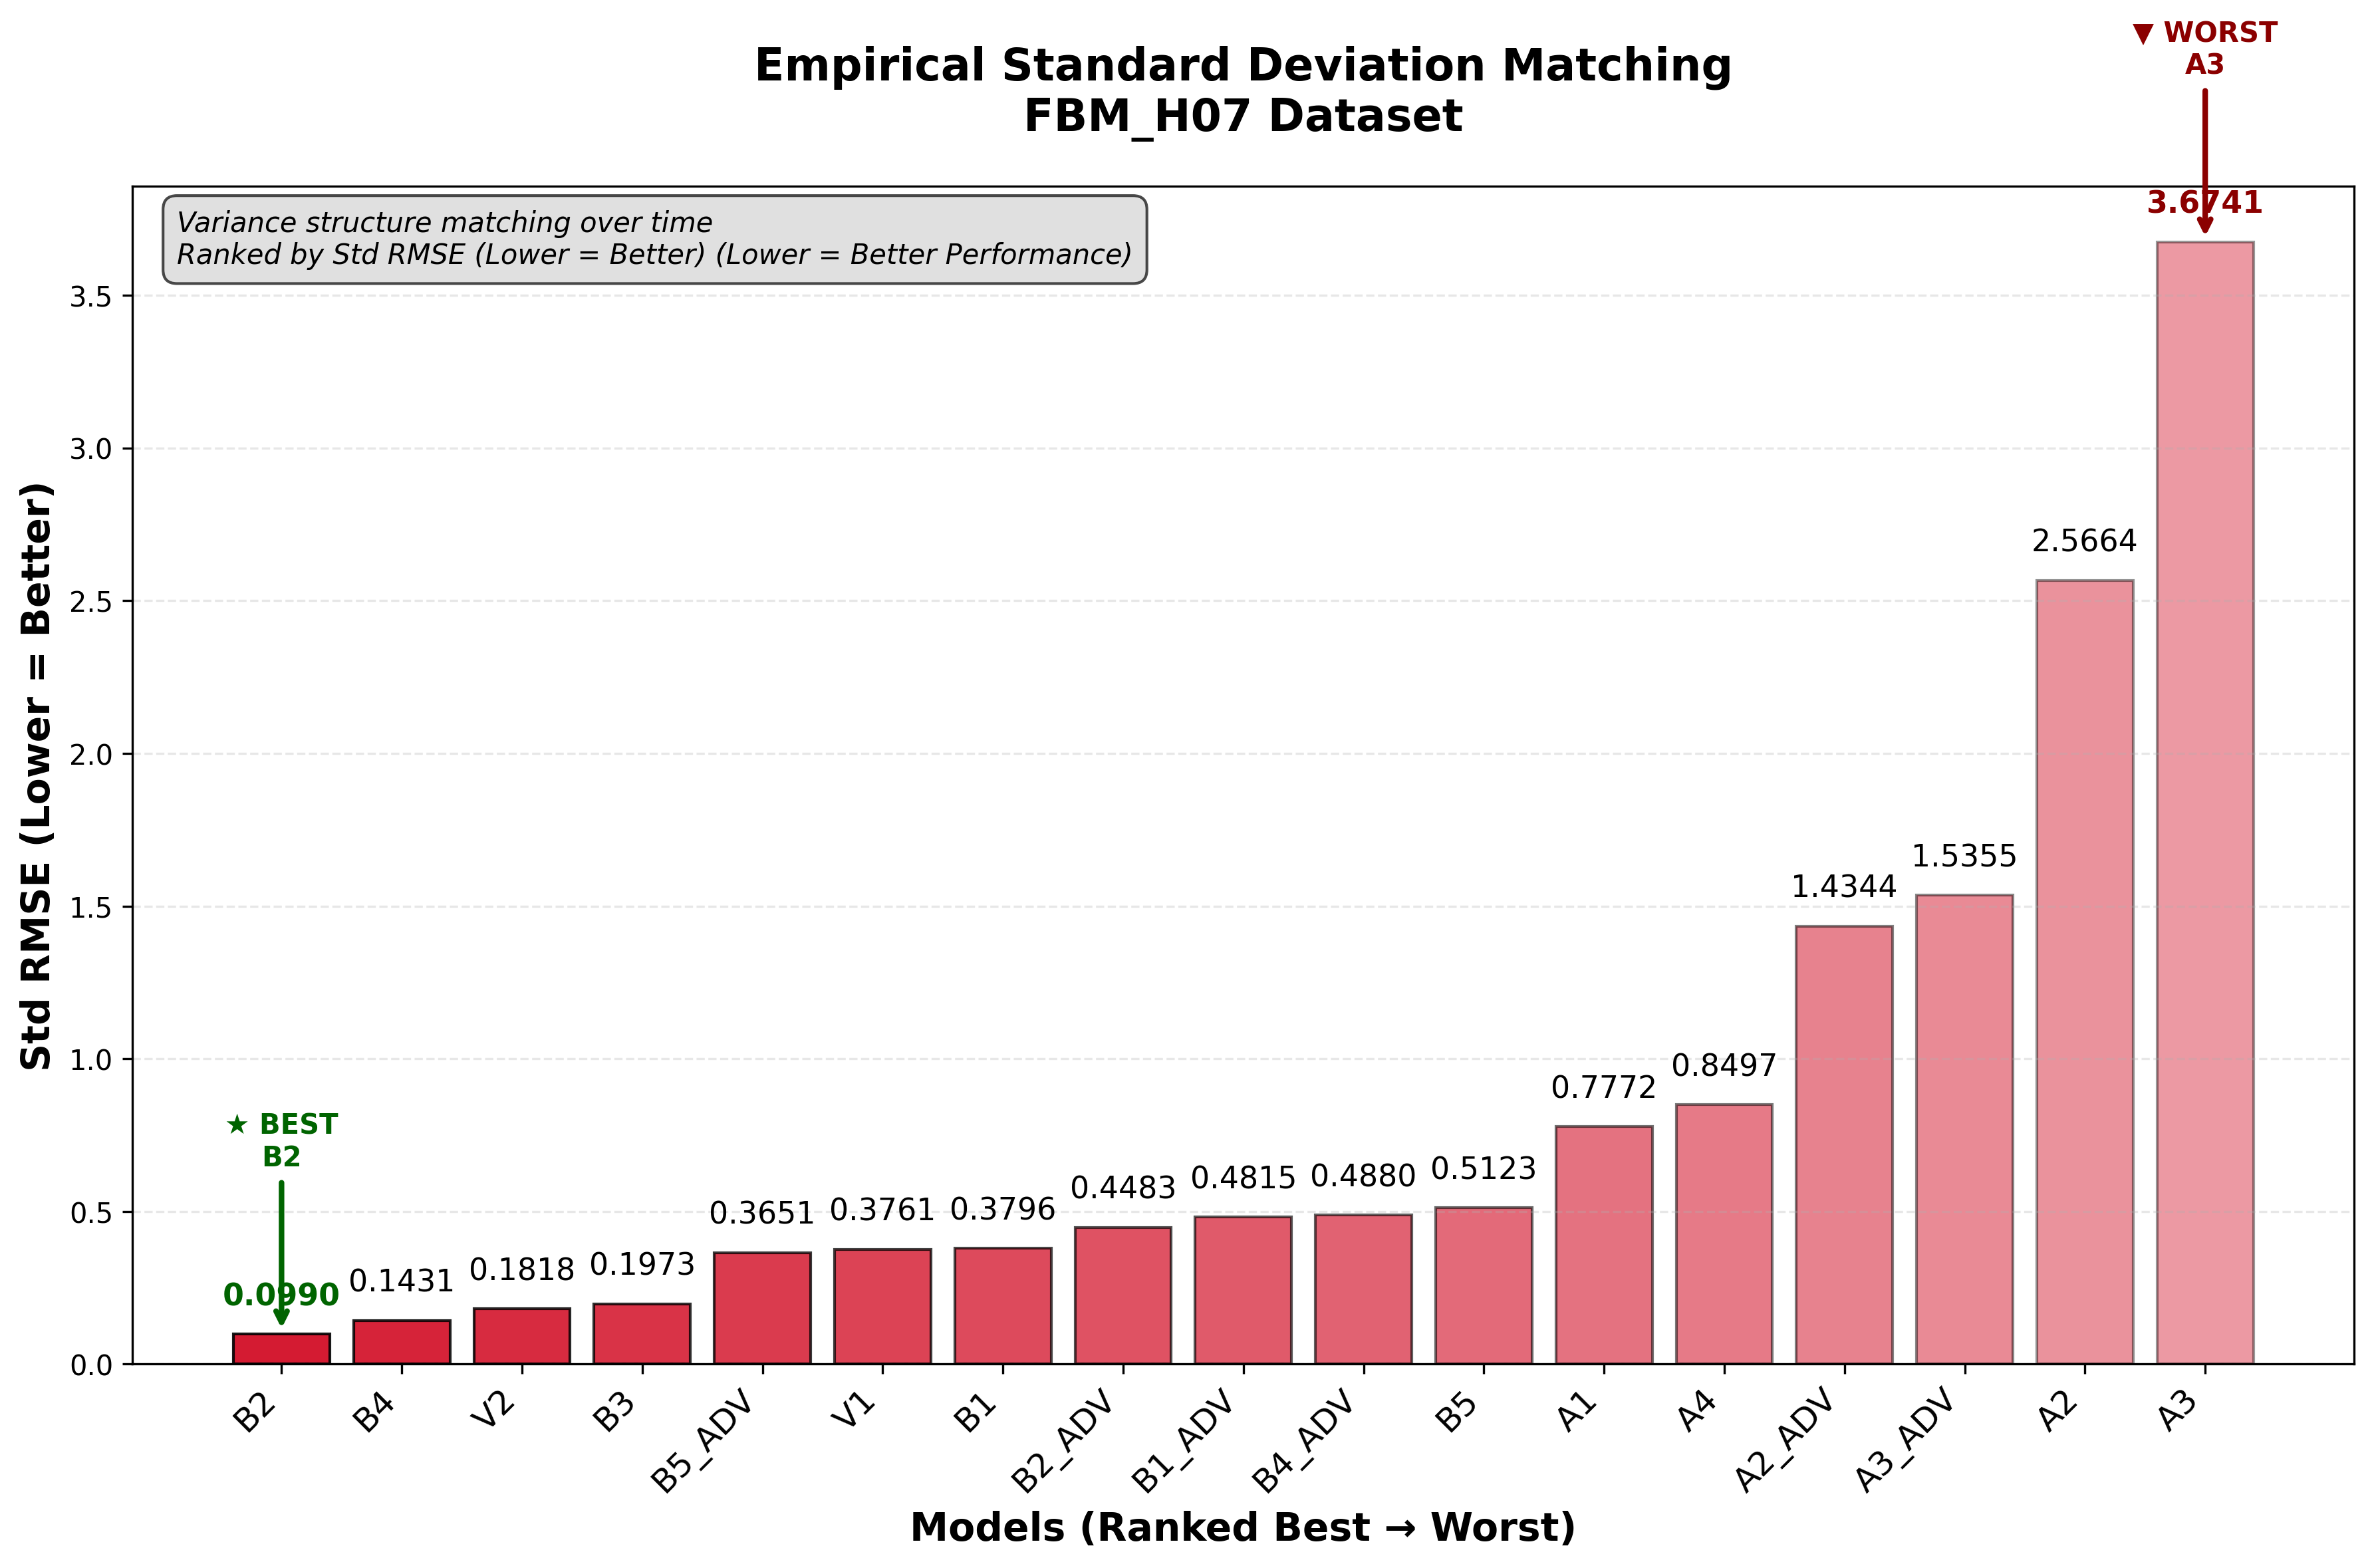 ▼ WORST
A3
Empirical Standard Deviation Matching
FBM_H07 Dataset
3.6741
Variance structure matching over time
Ranked by Std RMSE (Lower = Better) (Lower = Better Performance)
Std RMSE (Lower = Better)
3.5
3.0
2.5
2.0
1.5
1.0
0.5
0.0
2.5664
1.5355
1.4344
0.8497
0.7772
★ BEST
B2
0.0990
0.1431
0.1818
0.1973
0.3651
0.3761
0.3796
0.4483
0.4815
0.4880
0.5123
B2
B4
V2
B3
B5_ADV
V1
B1
B2_ADV
B1_ADV
B4_ADV
B5
A1
A4
A2_ADV
A3_ADV
A2
A3
Models (Ranked Best → Worst)